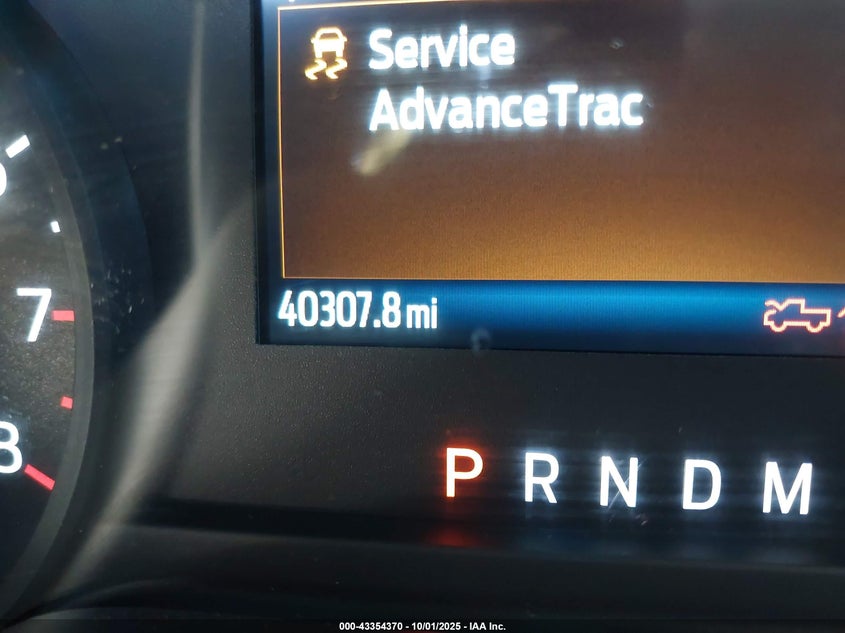 Service
AdvanceTrac
7
40307.8 mi
8
P R N D M
000-43354370 - 10/01/2025 - IAA Inc.